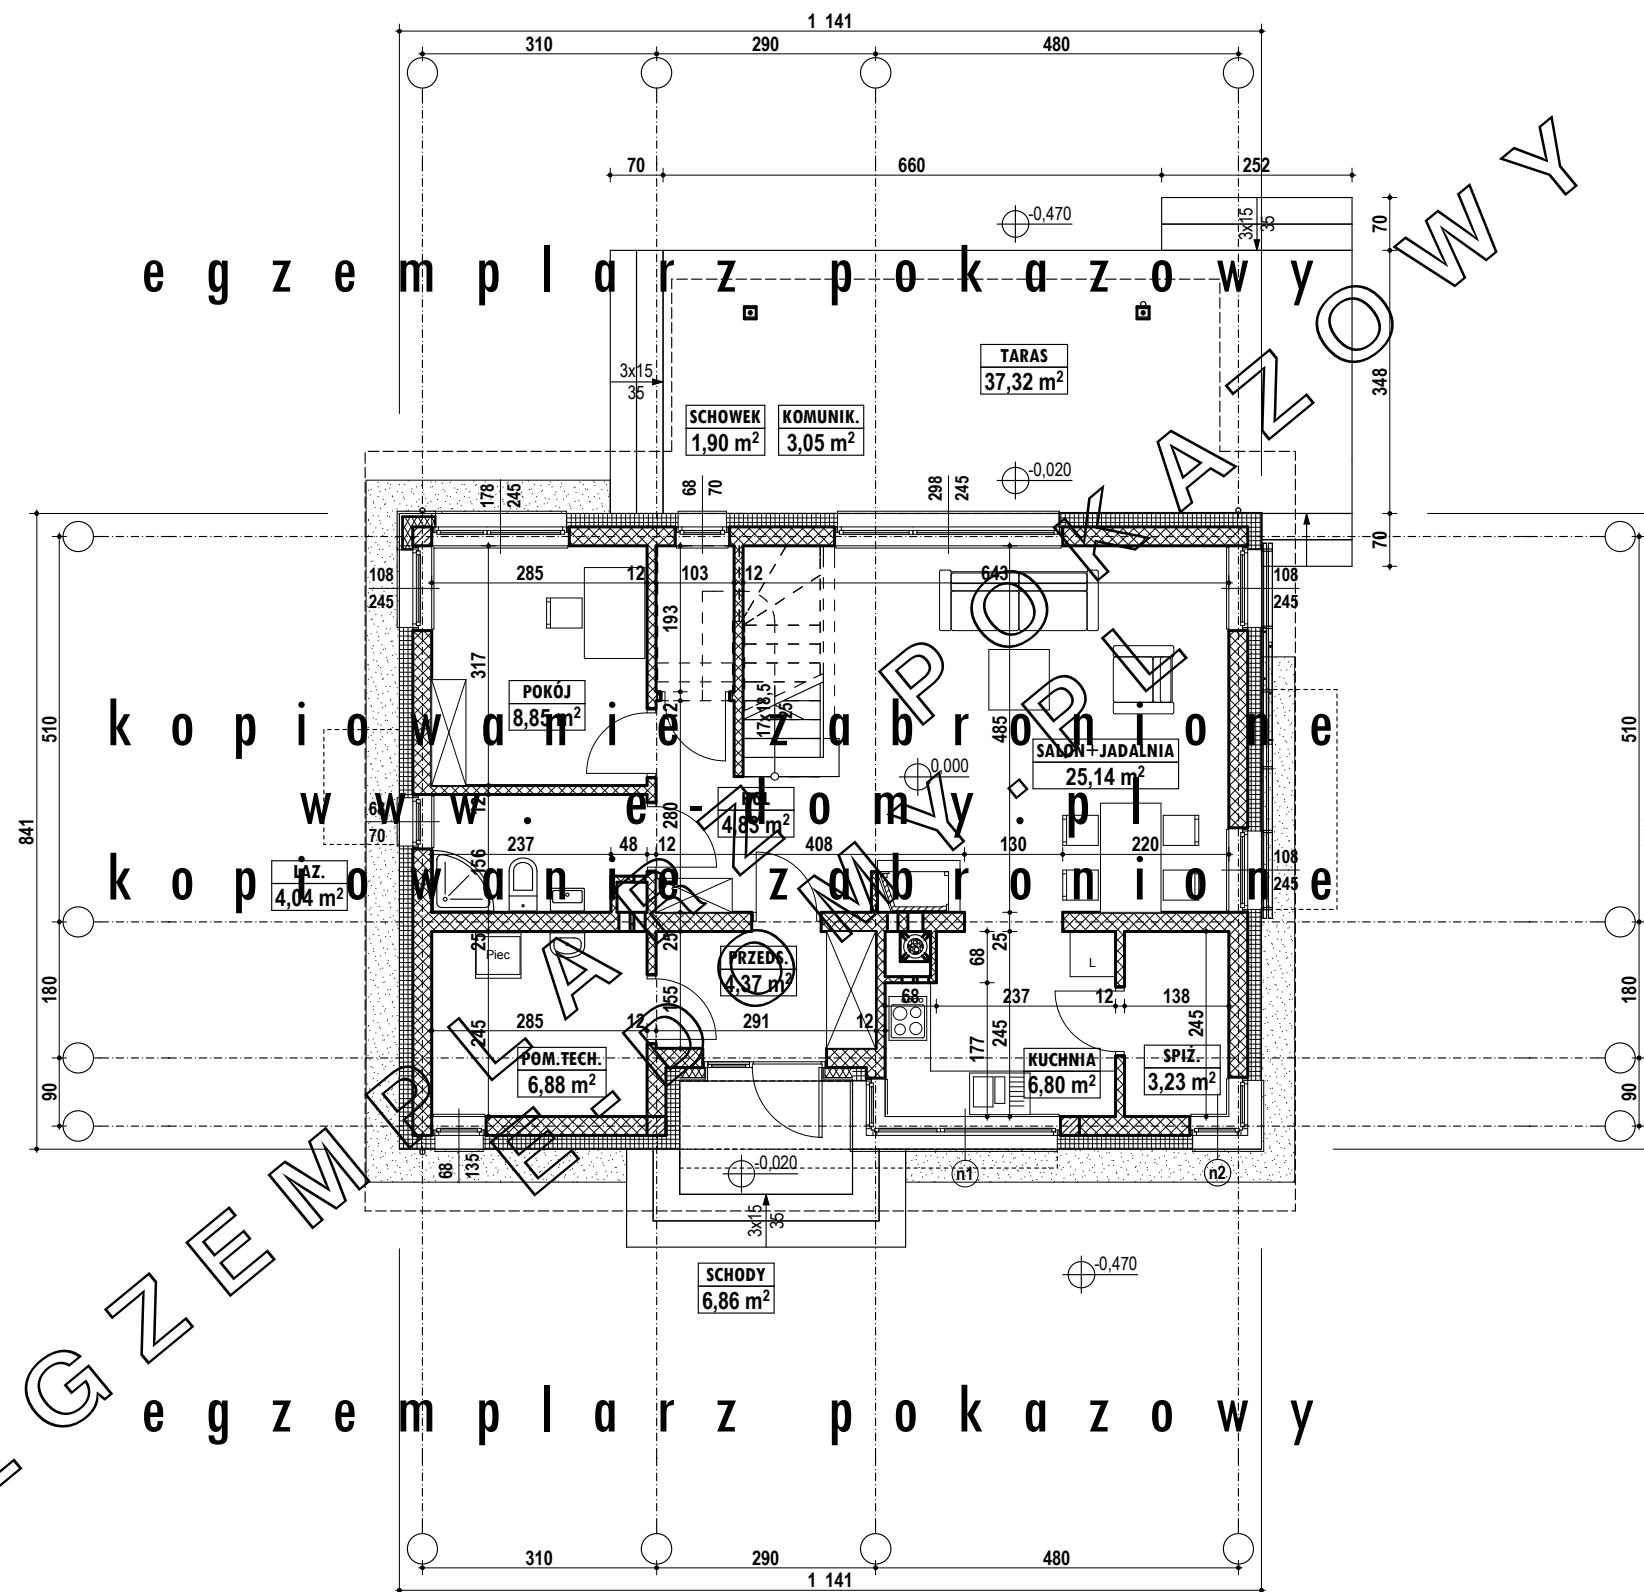 1 141
310 290 480
70 660 252
-0,470
3x15
35
70
egzemplarz pokazowy
TARAS
37,32 m²
3x15
35
348
SCHOWEK
1,90 m²
KOMUNIK.
3,05 m²
-0,020
178
245
68
70
298
245
70
108
245
285 12 103 12 643
108
245
193
317
POKÓJ
8,85 m²
17x18,5
25
485
510
510
kopiowanie zabronione
SALON+JADALNIA
25,14 m²
0,000
12
www.e-domy.pl
280
4,83 m²
841
70
237 48 12 408 130 220
156
108
245
kopiowanie zabronione
ŁAZ.
4,04 m²
25
25
25
Piec
PRZEDS.
4,37 m²
68
L
180
180
155
68 237 12 138
285 12 291 12
245
177
245
245
POM.TECH.
6,88 m²
KUCHNIA
6,80 m²
SPIŻ.
3,23 m²
90
90
68
135
-0,020
n1
n2
3x15
35
-0,470
SCHODY
6,86 m²
egzemplarz pokazowy
310 290 480
1 141
EGZEMPLARZ POKAZOWY
E-DOMY.PL